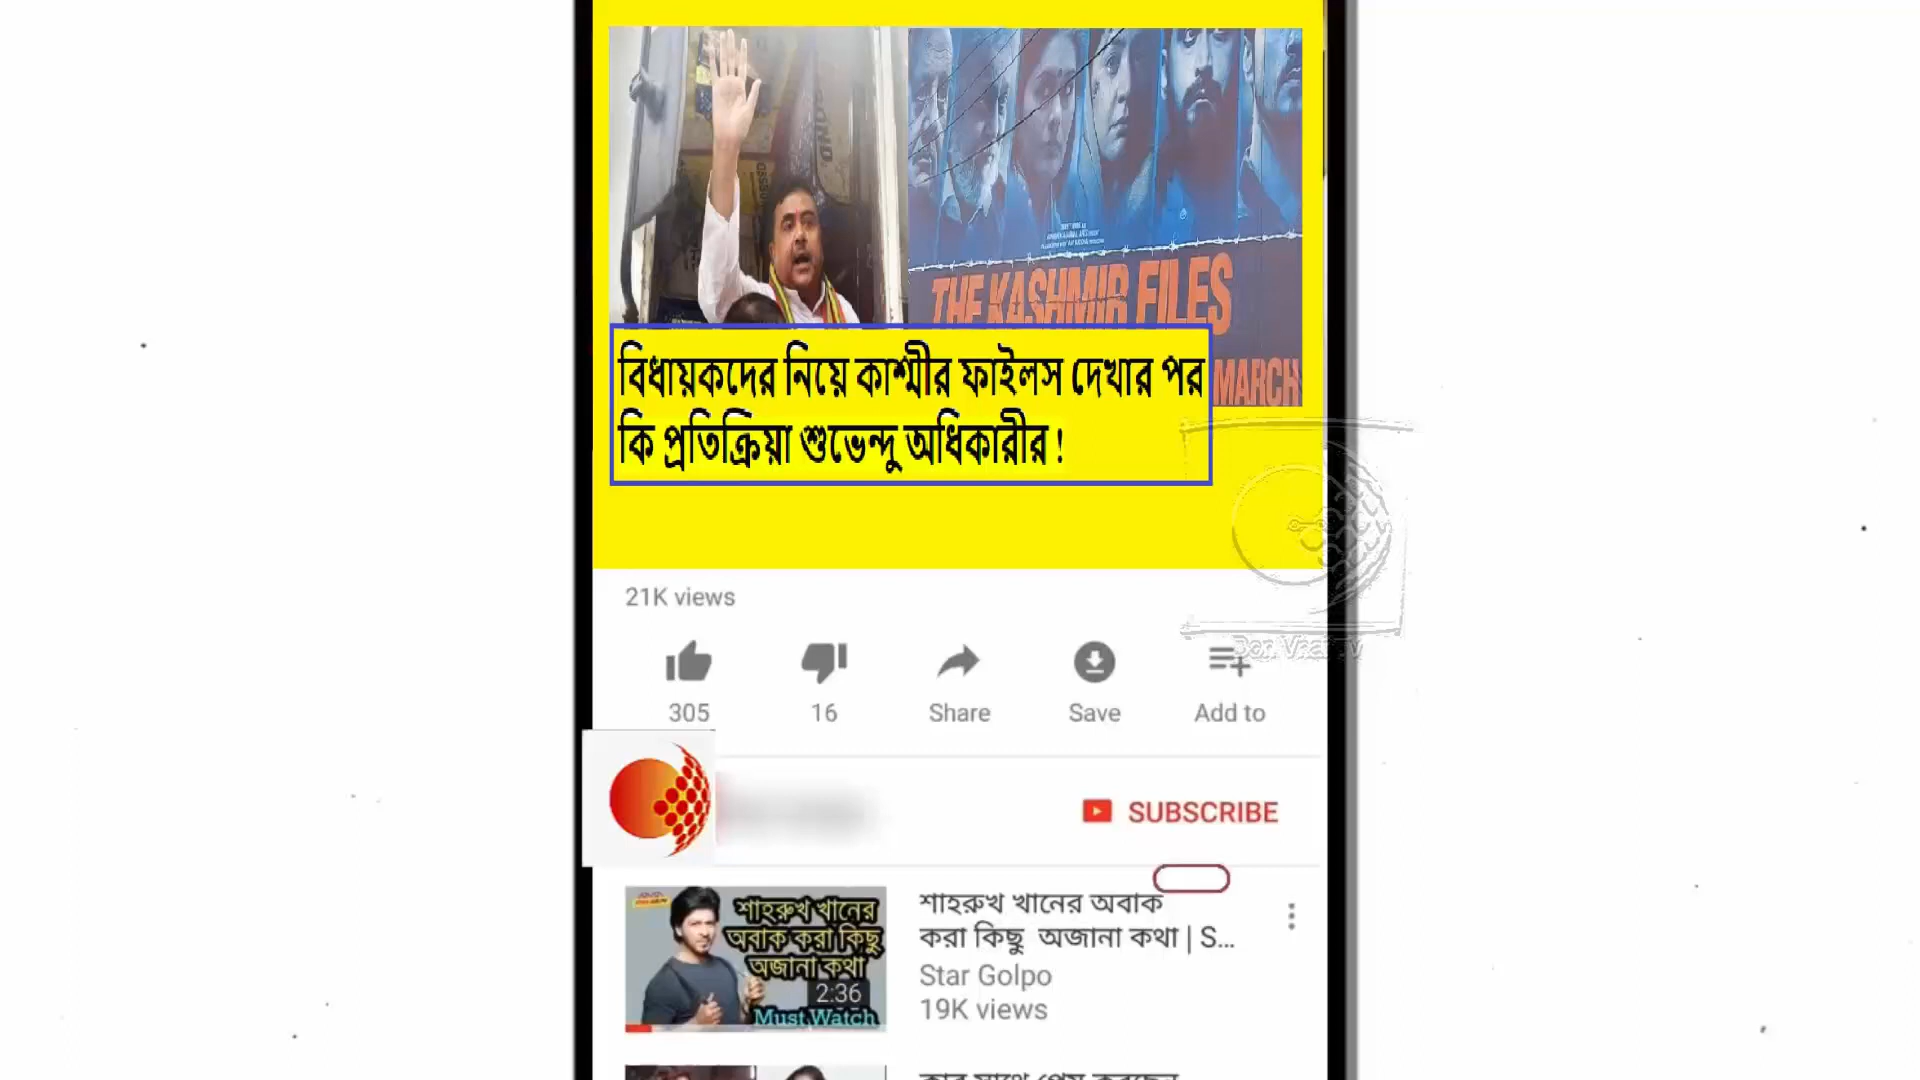 THE KASHMIR FILES
MARCH
বিধায়কদের নিয়ে কাশ্মীর ফাইলস দেখার পর
কি প্রতিক্রিয়া শুভেন্দু অধিকারীর !
21K views
305
16
Share
Save
Add to
SUBSCRIBE
শাহরুখ খানের
অবাক করা কিছু
অজানা কথা
2:36
Must Watch
শাহরুখ খানের অবাক
করা কিছু অজানা কথা | S...
Star Golpo
19K views